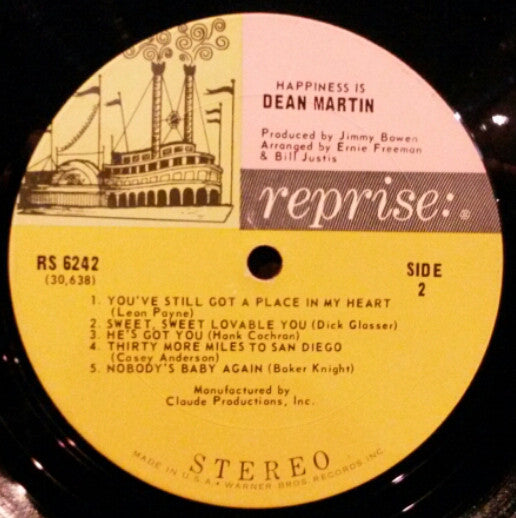 HAPPINESS IS
DEAN MARTIN
Produced by Jimmy Bowen
Arranged by Ernie Freeman
& Bill Justis
reprise: ®
RS 6242
(30,638)
SIDE
2
1. YOU'VE STILL GOT A PLACE IN MY HEART
(Leon Payne)
2. SWEET, SWEET LOVABLE YOU (Dick Glasser)
3. HE'S GOT YOU (Hank Cochran)
4. THIRTY MORE MILES TO SAN DIEGO
(Casey Anderson)
5. NOBODY'S BABY AGAIN (Baker Knight)
Manufactured by
Claude Productions, Inc.
STEREO
MADE IN U.S.A. • WARNER BROS. RECORDS INC.